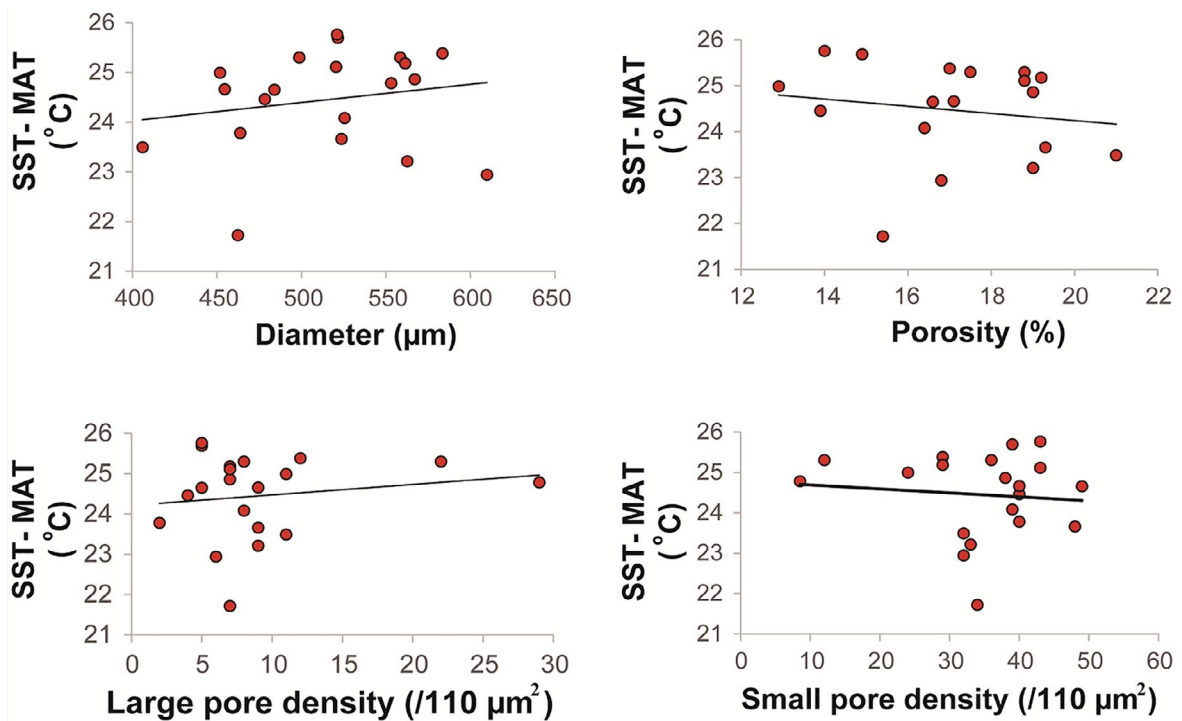 SST- MAT
(°C)
26
25
24
23
22
21
400 450 500 550 600 650
Diameter (µm)
SST- MAT
(°C)
26
25
24
23
22
21
12 14 16 18 20 22
Porosity (%)
SST- MAT
(°C)
26
25
24
23
22
21
0 5 10 15 20 25 30
Large pore density (/110 µm²)
SST- MAT
(°C)
26
25
24
23
22
21
0 10 20 30 40 50 60
Small pore density (/110 µm²)